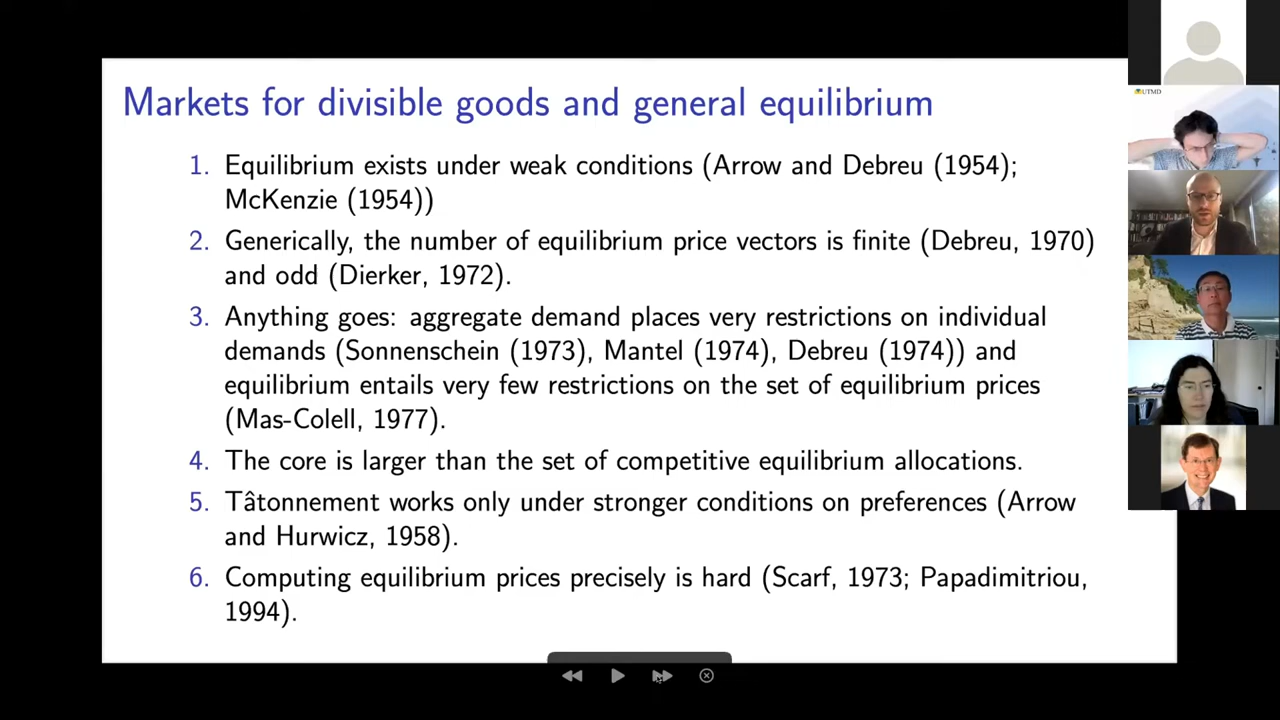 Markets for divisible goods and general equilibrium
1. Equilibrium exists under weak conditions (Arrow and Debreu (1954);
McKenzie (1954))
2. Generically, the number of equilibrium price vectors is finite (Debreu, 1970)
and odd (Dierker, 1972).
3. Anything goes: aggregate demand places very restrictions on individual
demands (Sonnenschein (1973), Mantel (1974), Debreu (1974)) and
equilibrium entails very few restrictions on the set of equilibrium prices
(Mas-Colell, 1977).
4. The core is larger than the set of competitive equilibrium allocations.
5. Tâtonnement works only under stronger conditions on preferences (Arrow
and Hurwicz, 1958).
6. Computing equilibrium prices precisely is hard (Scarf, 1973; Papadimitriou,
1994).
UTMD